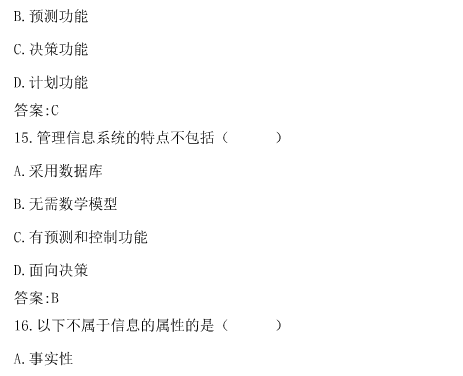 B.预测功能
C.决策功能
D.计划功能
答案:C
15.管理信息系统的特点不包括（　　　）
A.采用数据库
B.无需数学模型
C.有预测和控制功能
D.面向决策
答案:B
16.以下不属于信息的属性的是（　　　）
A.事实性